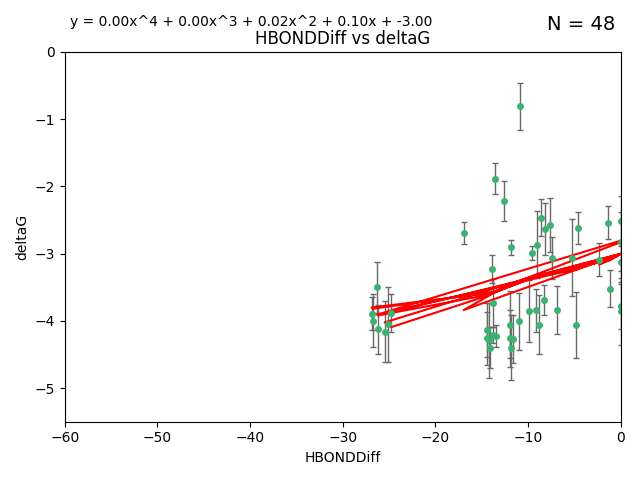 y = 0.00x^4 + 0.00x^3 + 0.02x^2 + 0.10x + -3.00
N = 48
HBONDDiff vs deltaG
0
−1
−2
−3
−4
−5
deltaG
−60
−50
−40
−30
−20
−10
0
HBONDDiff